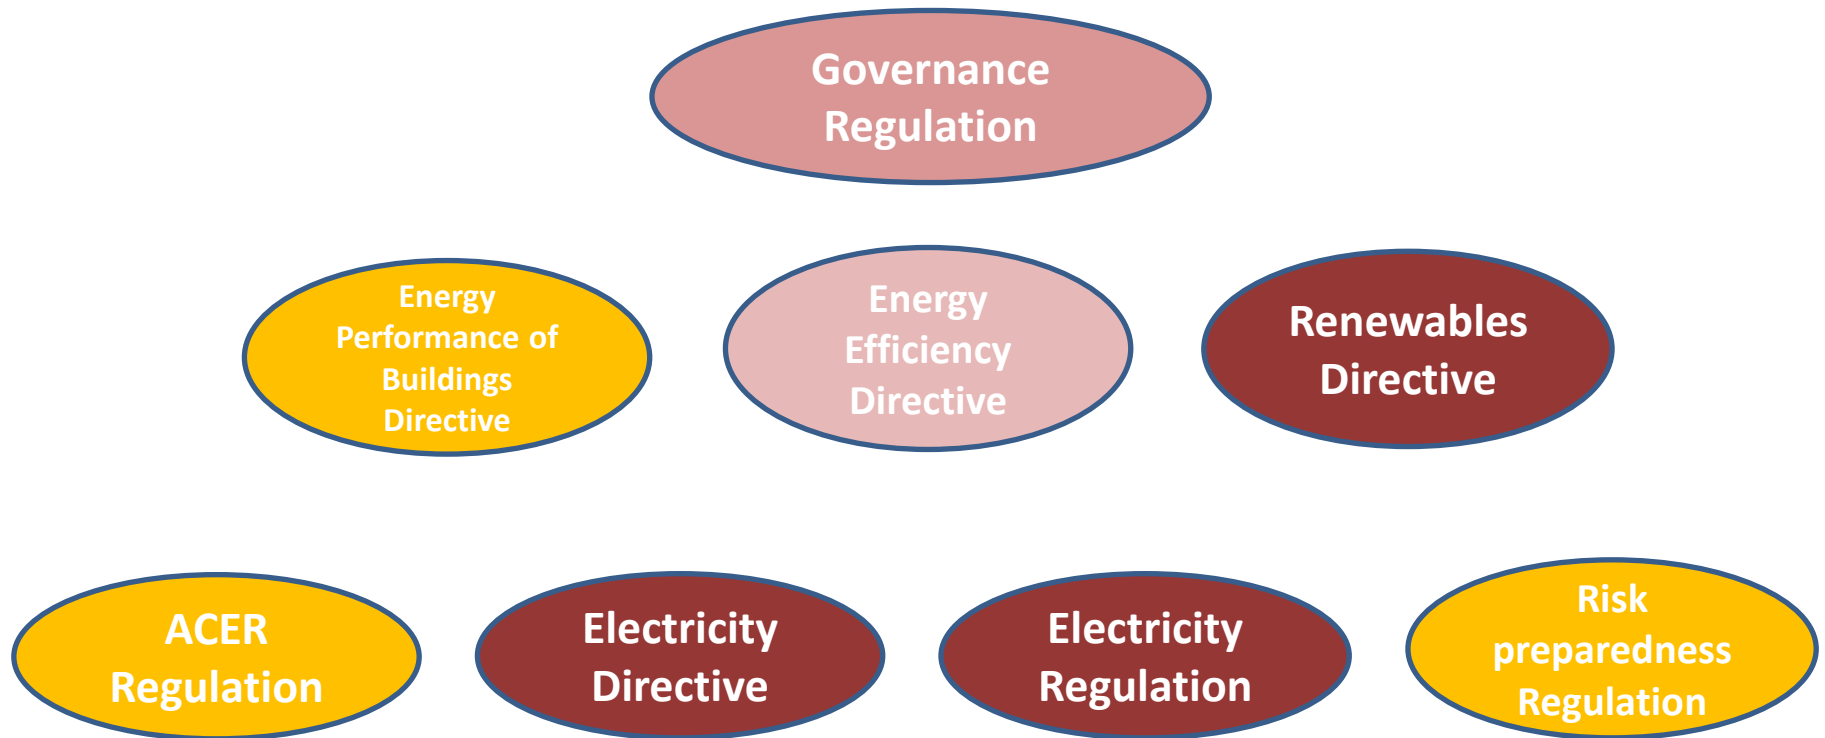 Governance
Regulation
Energy
Performance of
Buildings
Directive
Energy
Efficiency
Directive
Renewables
Directive
ACER
Regulation
Electricity
Directive
Electricity
Regulation
Risk
preparedness
Regulation